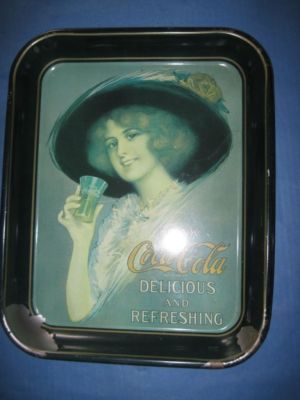 Coca-Cola
DELICIOUS
AND
REFRESHING